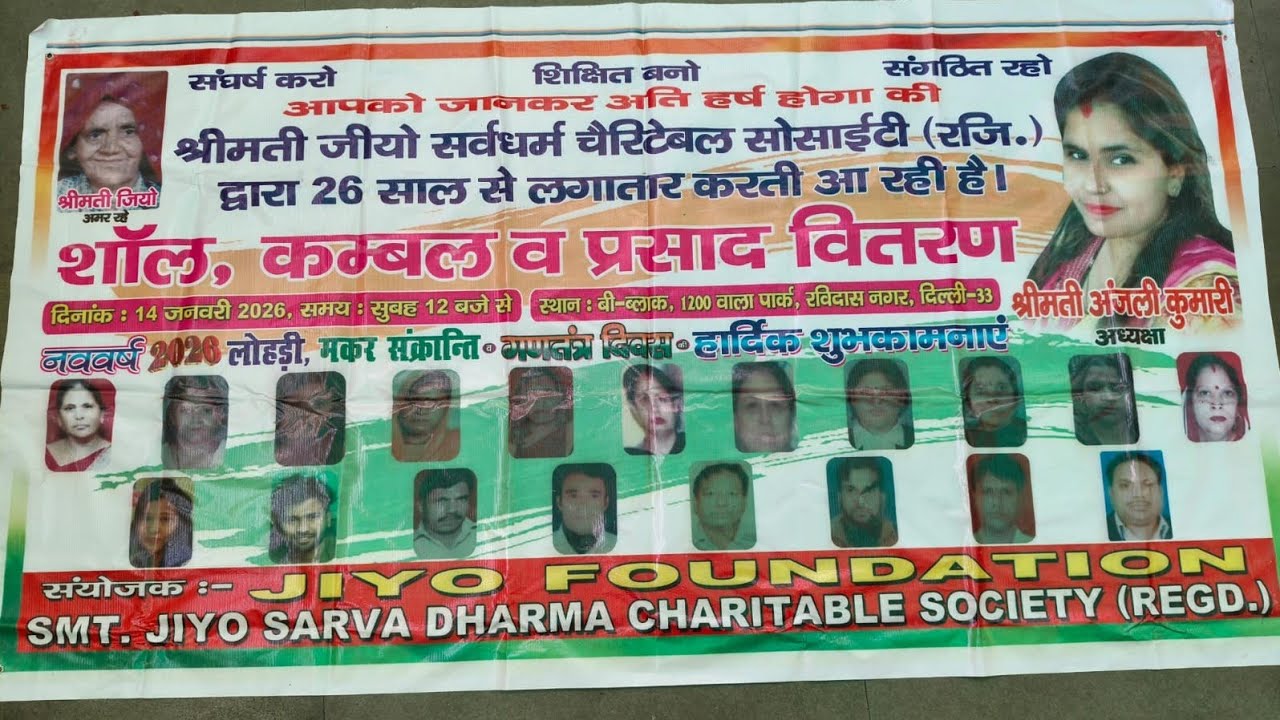 संघर्ष करो शिक्षित बनो संगठित रहो
आपको जानकर अति हर्ष होगा की
श्रीमती जीयो सर्वधर्म चैरिटेबल सोसाईटी (रजि.)
द्वारा 26 साल से लगातार करती आ रही है।
श्रीमती जियो
अमर रहे
शॉल, कम्बल व प्रसाद वितरण
दिनांक : 14 जनवरी 2026, समय : सुबह 12 बजे से
स्थान : बी-ब्लाक, 1200 वाला पार्क, रविदास नगर, दिल्ली-33
श्रीमती अंजली कुमारी
अध्यक्षा
नववर्ष 2026 लोहड़ी, मकर संक्रान्ति व गणतंत्र दिवस की हार्दिक शुभकामनाएं
संयोजक :- JIYO FOUNDATION
SMT. JIYO SARVA DHARMA CHARITABLE SOCIETY (REGD.)